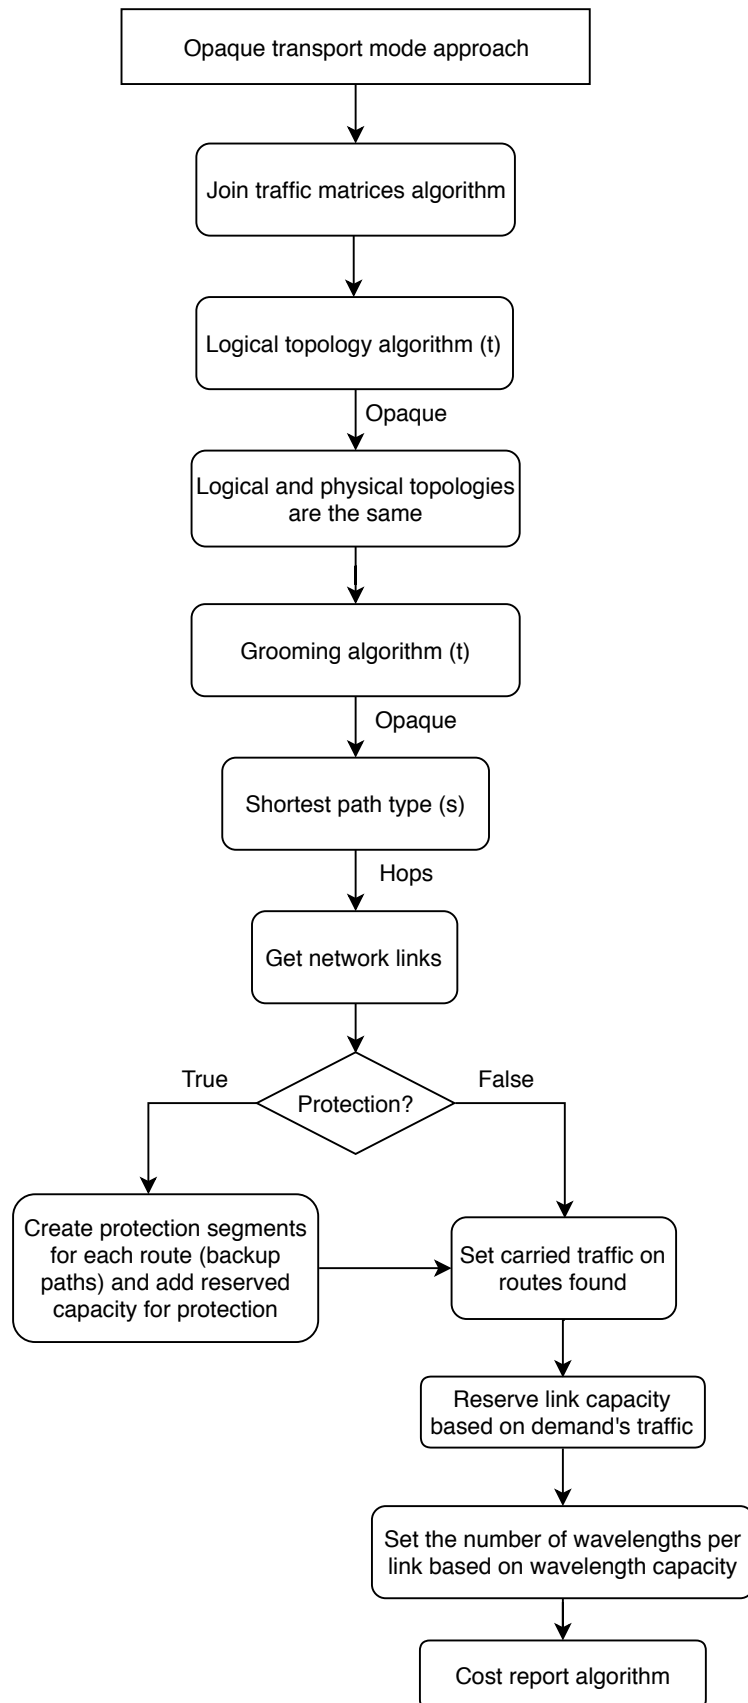 Opaque transport mode approach
Join traffic matrices algorithm
Logical topology algorithm (t)
Opaque
Logical and physical topologies
are the same
Grooming algorithm (t)
Opaque
Shortest path type (s)
Hops
Get network links
True
False
Protection?
Create protection segments
for each route (backup
paths) and add reserved
capacity for protection
Set carried traffic on
routes found
Reserve link capacity
based on demand's traffic
Set the number of wavelengths per
link based on wavelength capacity
Cost report algorithm